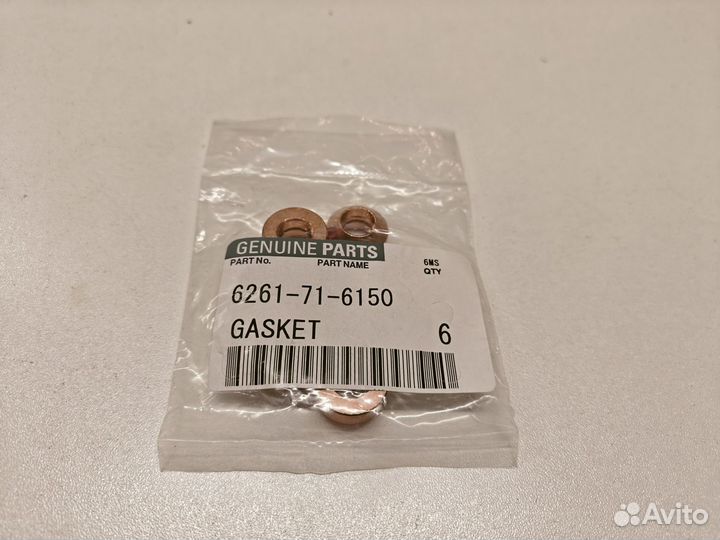 GENUINE PARTS
PART No. PART NAME 6MS
QTY
6261-71-6150
GASKET 6
Avito